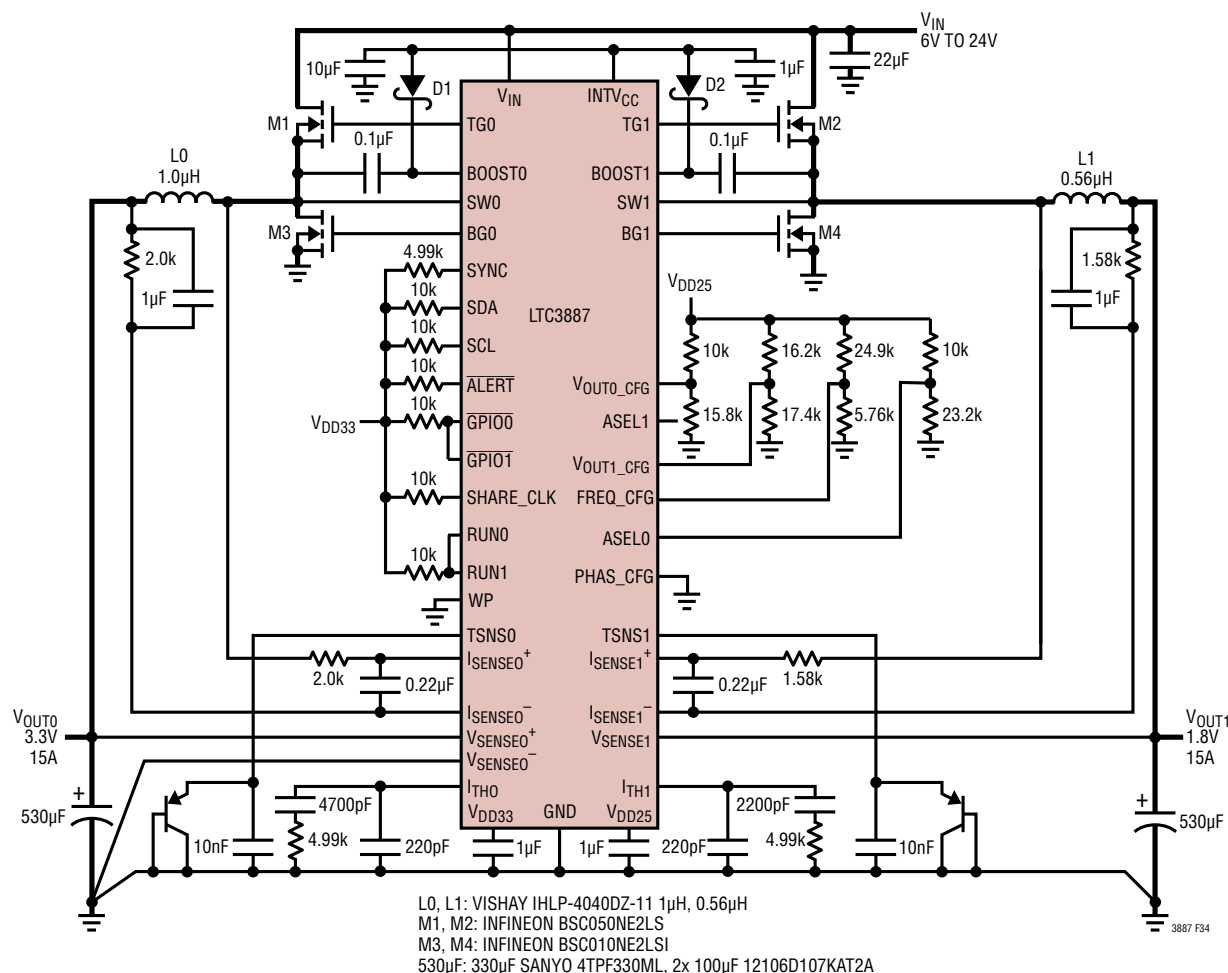 V_IN
6V TO 24V
10µF
D1
D2
1µF
22µF
V_IN
INTV_CC
M1
TG0
TG1
M2
0.1µF
0.1µF
L0
1.0µH
BOOST0
BOOST1
L1
0.56µH
SW0
SW1
M3
BG0
BG1
M4
2.0k
1µF
4.99k
SYNC
10k
SDA
LTC3887
10k
SCL
10k
ALERT
10k
V_DD33
GPIO0
GPIO1
10k
SHARE_CLK
RUN0
10k
RUN1
WP
V_DD25
1.58k
1µF
10k
16.2k
24.9k
10k
V_OUT0_CFG
15.8k
17.4k
5.76k
23.2k
ASEL1
V_OUT1_CFG
FREQ_CFG
ASEL0
PHAS_CFG
TSNS0
TSNS1
I_SENSE0+
I_SENSE1+
2.0k
0.22µF
0.22µF
1.58k
I_SENSE0–
I_SENSE1–
V_OUT0
3.3V
15A
V_SENSE0+
V_SENSE1
V_OUT1
1.8V
15A
V_SENSE0–
I_TH0
I_TH1
+
530µF
4700pF
4.99k
10nF
220pF
V_DD33
GND
V_DD25
1µF
1µF
220pF
2200pF
4.99k
10nF
+
530µF
L0, L1: VISHAY IHLP-4040DZ-11 1µH, 0.56µH
M1, M2: INFINEON BSC050NE2LS
M3, M4: INFINEON BSC010NE2LSI
530µF: 330µF SANYO 4TPF330ML, 2x 100µF 12106D107KAT2A
3887 F34